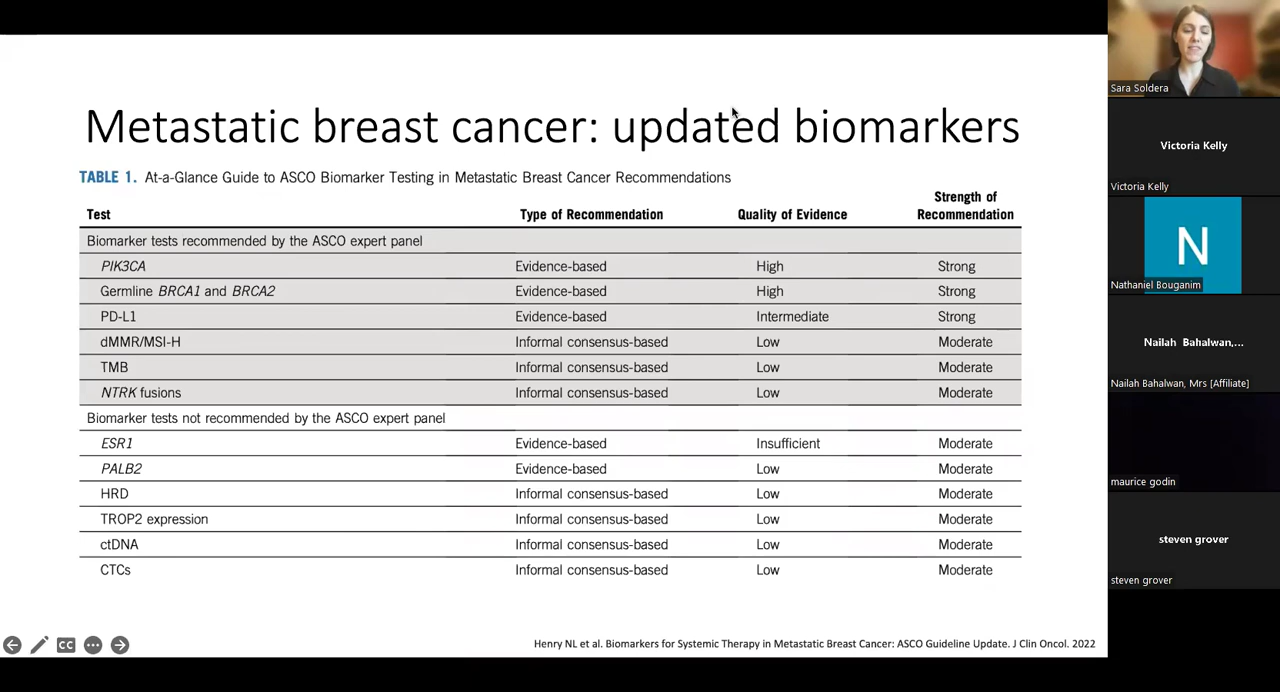 Metastatic breast cancer: updated biomarkers
TABLE 1. At-a-Glance Guide to ASCO Biomarker Testing in Metastatic Breast Cancer Recommendations
Test Type of Recommendation Quality of Evidence Strength of Recommendation
Biomarker tests recommended by the ASCO expert panel
PIK3CA Evidence-based High Strong
Germline BRCA1 and BRCA2 Evidence-based High Strong
PD-L1 Evidence-based Intermediate Strong
dMMR/MSI-H Informal consensus-based Low Moderate
TMB Informal consensus-based Low Moderate
NTRK fusions Informal consensus-based Low Moderate
Biomarker tests not recommended by the ASCO expert panel
ESR1 Evidence-based Insufficient Moderate
PALB2 Evidence-based Low Moderate
HRD Informal consensus-based Low Moderate
TROP2 expression Informal consensus-based Low Moderate
ctDNA Informal consensus-based Low Moderate
CTCs Informal consensus-based Low Moderate
CC
Henry NL et al. Biomarkers for Systemic Therapy in Metastatic Breast Cancer: ASCO Guideline Update. J Clin Oncol. 2022
Sara Soldera
Victoria Kelly
Victoria Kelly
N
Nathaniel Bouganim
Nailah Bahalwan,...
Nailah Bahalwan, Mrs [Affiliate]
maurice godin
steven grover
steven grover